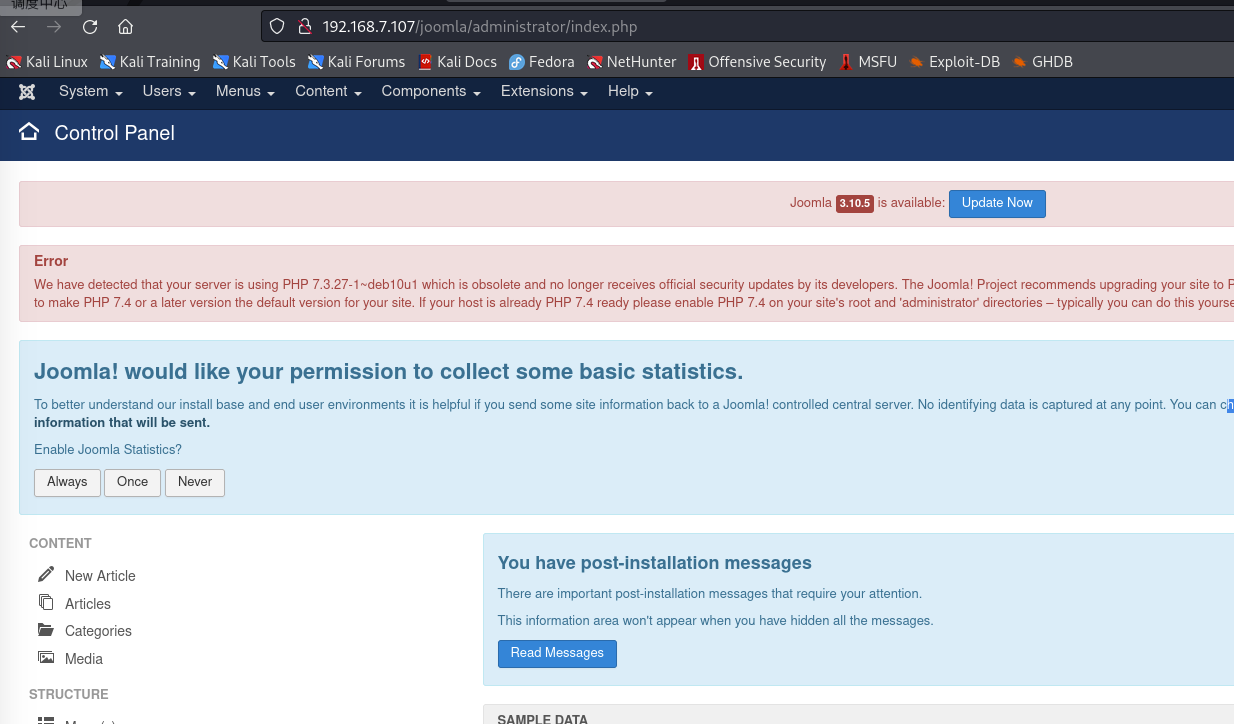 调度中心
192.168.7.107/joomla/administrator/index.php
Kali Linux Kali Training Kali Tools Kali Forums Kali Docs Fedora NetHunter Offensive Security MSFU Exploit-DB GHDB
System Users Menus Content Components Extensions Help
Control Panel
Joomla 3.10.5 is available: Update Now
Error
We have detected that your server is using PHP 7.3.27-1~deb10u1 which is obsolete and no longer receives official security updates by its developers. The Joomla! Project recommends upgrading your site to P
to make PHP 7.4 or a later version the default version for your site. If your host is already PHP 7.4 ready please enable PHP 7.4 on your site's root and 'administrator' directories – typically you can do this yourse
Joomla! would like your permission to collect some basic statistics.
To better understand our install base and end user environments it is helpful if you send some site information back to a Joomla! controlled central server. No identifying data is captured at any point. You can ch
information that will be sent.
Enable Joomla Statistics?
Always Once Never
CONTENT
New Article
Articles
Categories
Media
STRUCTURE
You have post-installation messages
There are important post-installation messages that require your attention.
This information area won't appear when you have hidden all the messages.
Read Messages
SAMPLE DATA